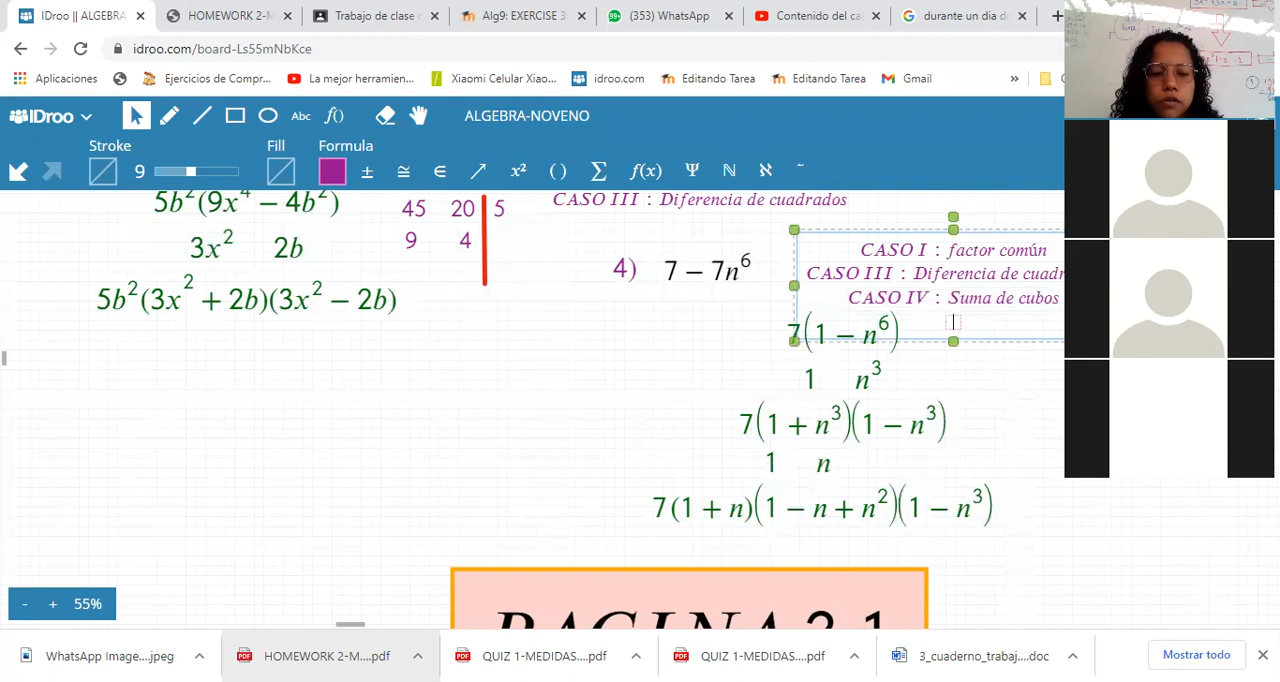 IDroo || ALGEBRA
HOMEWORK 2-M
Trabajo de clase
Alg9: EXERCISE 3
(353) WhatsApp
Contenido del ca
durante un dia d
idroo.com/board-Ls55mNbKce
Aplicaciones
Ejercicios de Compr...
La mejor herramien...
Xiaomi Celular Xiao...
idroo.com
Editando Tarea
Editando Tarea
Gmail
»
IDroo
Abc
f()
ALGEBRA-NOVENO
Stroke
Fill
Formula
9
± ≅ ∈ ↗ x² ( ) ∑ f(x) Ψ ℕ ℵ ~
5b²(9x⁴ − 4b²)
45 20 5
9 4
3x² 2b
5b²(3x² + 2b)(3x² − 2b)
CASO III : Diferencia de cuadrados
4) 7 − 7n⁶
CASO I : factor común
CASO III : Diferencia de cuadr
CASO IV : Suma de cubos
7(1 − n⁶)
1 n³
7(1 + n³)(1 − n³)
1 n
7(1 + n)(1 − n + n²)(1 − n³)
- + 55%
WhatsApp Image....jpeg
HOMEWORK 2-M....pdf
QUIZ 1-MEDIDAS....pdf
QUIZ 1-MEDIDAS....pdf
3_cuaderno_trabaj....doc
Mostrar todo